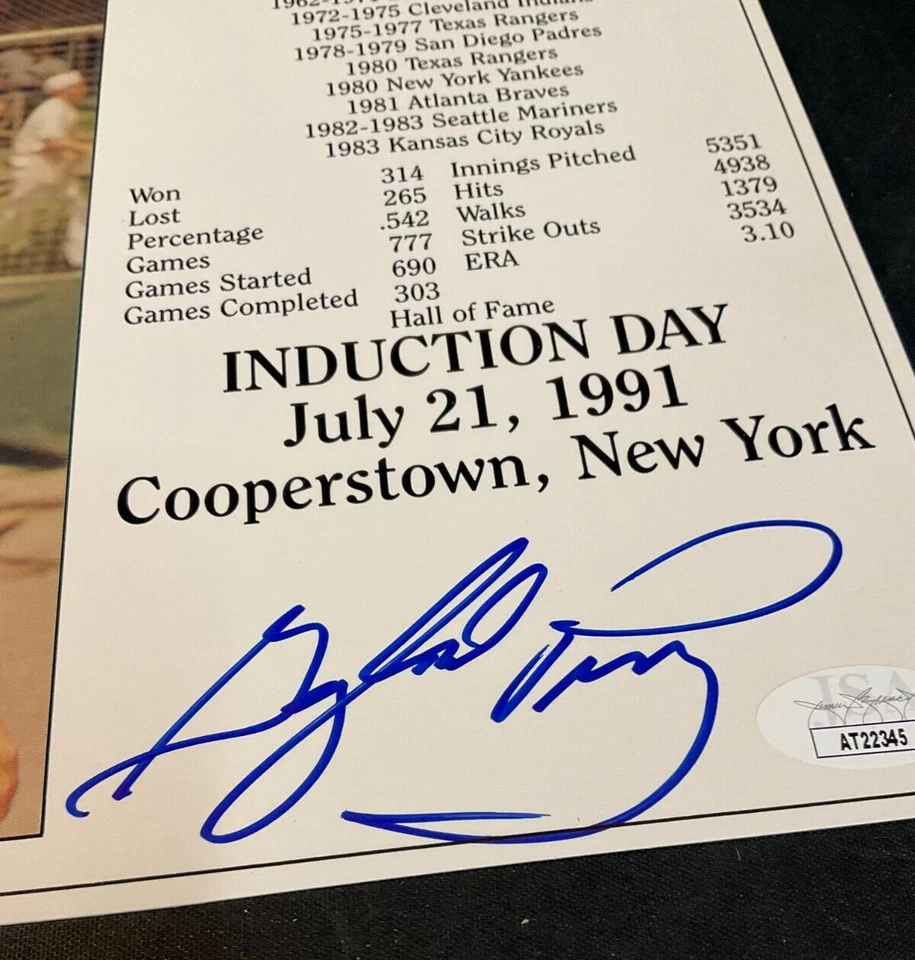 1972-1975 Cleveland Indians
1975-1977 Texas Rangers
1978-1979 San Diego Padres
1980 Texas Rangers
1980 New York Yankees
1981 Atlanta Braves
1982-1983 Seattle Mariners
1983 Kansas City Royals
Won 314 Innings Pitched 5351
Lost 265 Hits 4938
Percentage .542 Walks 1379
Games 777 Strike Outs 3534
Games Started 690 ERA 3.10
Games Completed 303
Hall of Fame
INDUCTION DAY
July 21, 1991
Cooperstown, New York
Gaylord Perry
JSA
AT22345